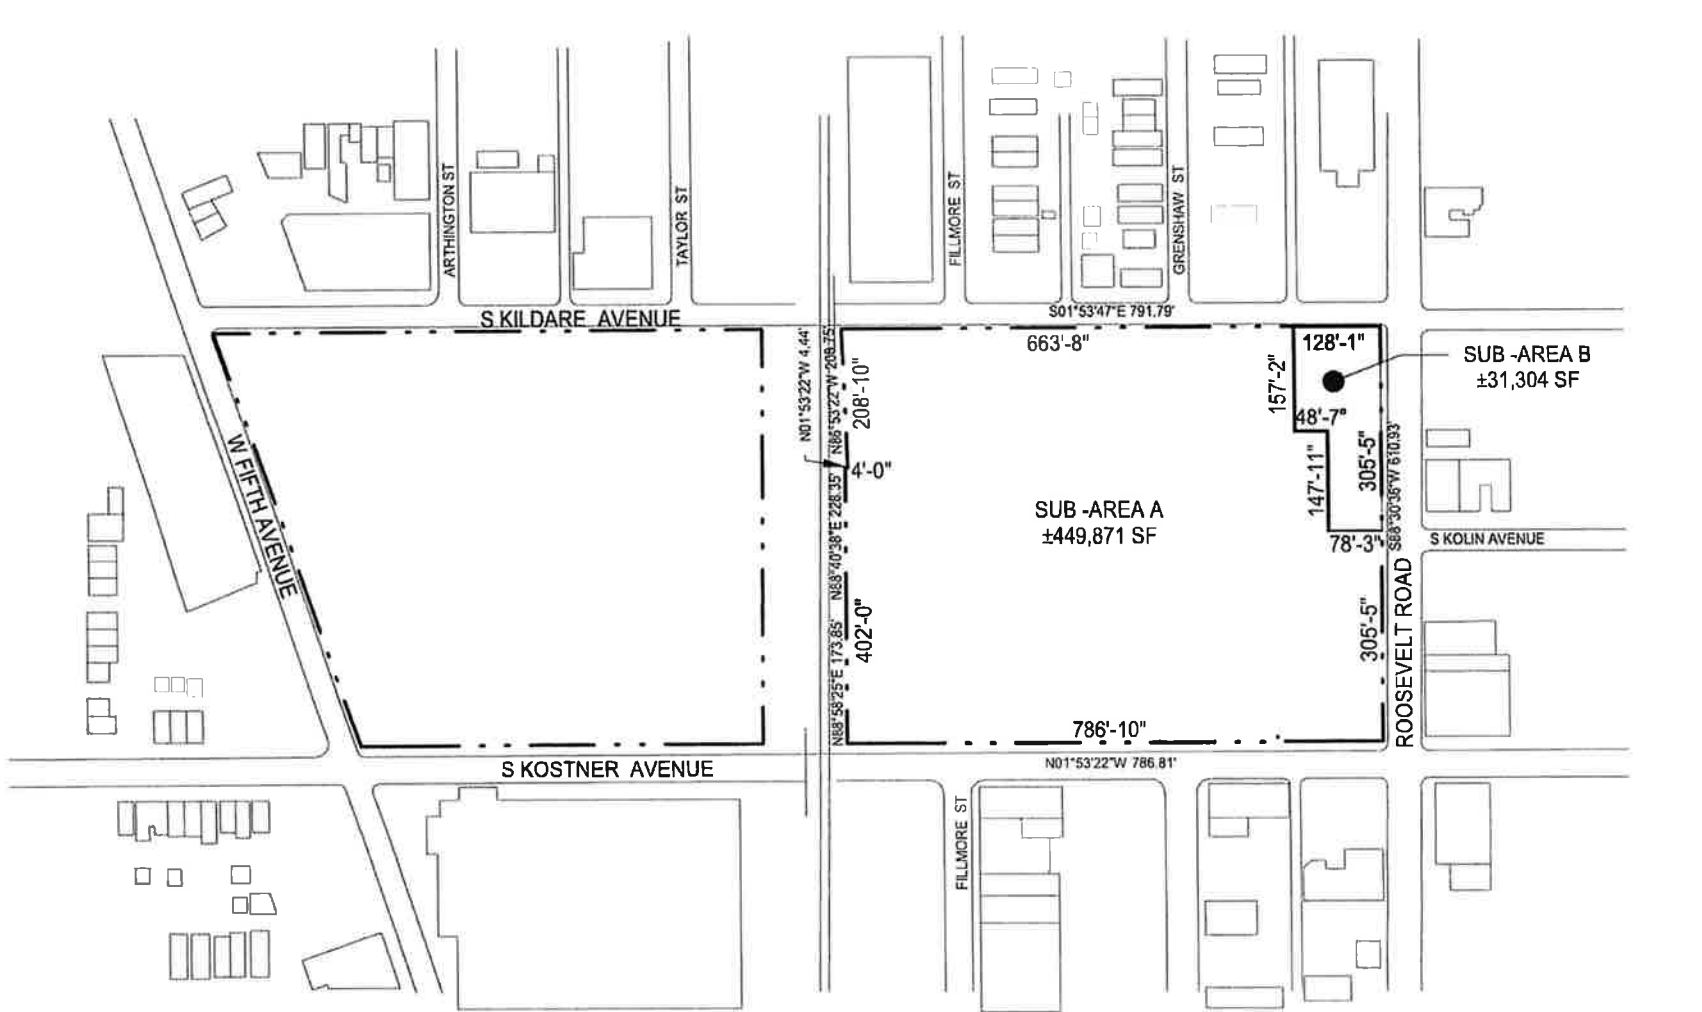 ARTHINGTON ST
TAYLOR ST
FILLMORE ST
GRENSHAW ST
S KILDARE AVENUE
S01°53'47"E 791.79'
663'-8"
128'-1"
SUB -AREA B
±31,304 SF
157'-2"
48'-7"
147'-11"
305'-5"
78'-3"
S88°30'36"W 610.93'
N01°53'22"W 4.44'
N86°53'22"W 208.75'
208'-10"
4'-0"
N88°40'38"E 228.35'
N88°58'25"E 173.85'
402'-0"
SUB -AREA A
±449,871 SF
W FIFTH AVENUE
S KOLIN AVENUE
305'-5"
ROOSEVELT ROAD
786'-10"
S KOSTNER AVENUE
N01°53'22"W 786.81'
FILLMORE ST